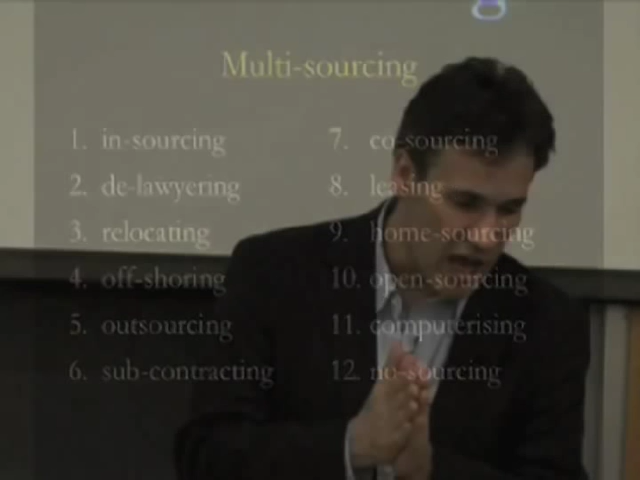 Multi-sourcing
1. in-sourcing
2. de-lawyering
3. relocating
4. off-shoring
5. outsourcing
6. sub-contracting
7. co-sourcing
8. leasing
9. home-sourcing
10. open-sourcing
11. computerising
12. no-sourcing